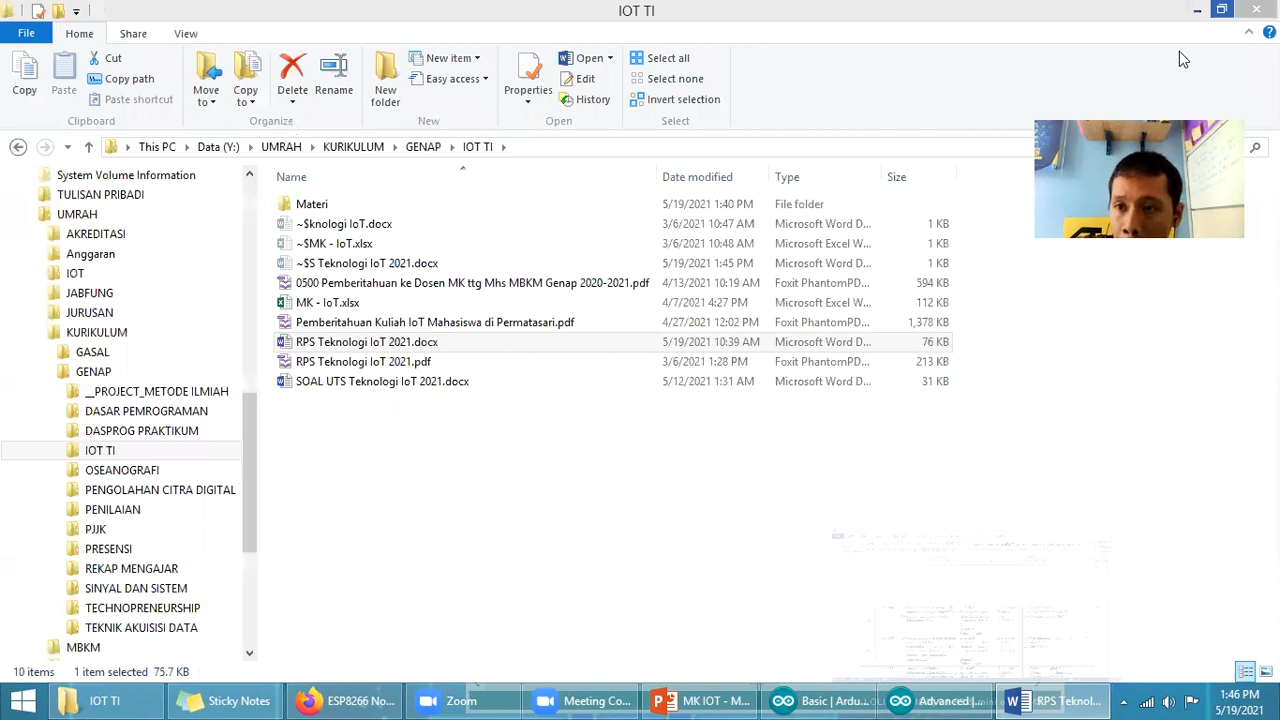 IOT TI
File Home Share View
Copy
Paste
Cut
Copy path
Paste shortcut
Clipboard
Move to
Copy to
Delete
Rename
Organize
New folder
New item
Easy access
New
Properties
Open
Edit
History
Open
Select all
Select none
Invert selection
Select
This PC Data (Y:) UMRAH KURIKULUM GENAP IOT TI
System Volume Information
TULISAN PRIBADI
UMRAH
AKREDITASI
Anggaran
IOT
JABFUNG
JURUSAN
KURIKULUM
GASAL
GENAP
__PROJECT_METODE ILMIAH
DASAR PEMROGRAMAN
DASPROG PRAKTIKUM
IOT TI
OSEANOGRAFI
PENGOLAHAN CITRA DIGITAL
PENILAIAN
PJJK
PRESENSI
REKAP MENGAJAR
SINYAL DAN SISTEM
TECHNOPRENEURSHIP
TEKNIK AKUISISI DATA
MBKM
Name Date modified Type Size
Materi 5/19/2021 1:40 PM File folder
~$knologi IoT.docx 3/6/2021 10:47 AM Microsoft Word D... 1 KB
~$MK - IoT.xlsx 3/6/2021 10:48 AM Microsoft Excel W... 1 KB
~$S Teknologi IoT 2021.docx 5/19/2021 1:45 PM Microsoft Word D... 1 KB
0500 Pemberitahuan ke Dosen MK ttg Mhs MBKM Genap 2020-2021.pdf 4/13/2021 10:19 AM Foxit PhantomPD... 594 KB
MK - IoT.xlsx 4/7/2021 4:27 PM Microsoft Excel W... 112 KB
Pemberitahuan Kuliah IoT Mahasiswa di Permatasari.pdf 4/27/2021 12:02 PM Foxit PhantomPD... 1,378 KB
RPS Teknologi IoT 2021.docx 5/19/2021 10:39 AM Microsoft Word D... 76 KB
RPS Teknologi IoT 2021.pdf 3/6/2021 1:28 PM Foxit PhantomPD... 213 KB
SOAL UTS Teknologi IoT 2021.docx 5/12/2021 1:31 AM Microsoft Word D... 31 KB
10 items 1 item selected 75.7 KB
IOT TI Sticky Notes ESP8266 No... Zoom Meeting Co... MK IOT - M... Basic | Ardu... Advanced |... RPS Teknol...
1:46 PM
5/19/2021